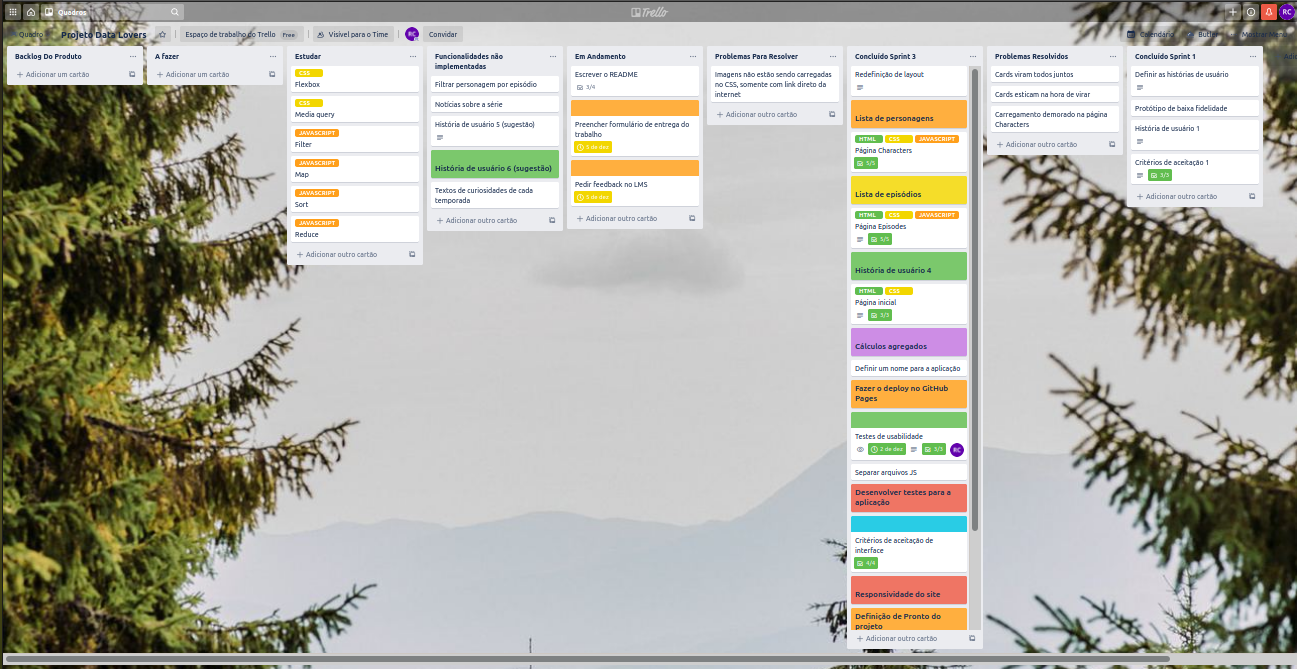 Quadros
Trello
RC
Quadro
Projeto Data Lovers
Espaço de trabalho do Trello
Free
Visível para o Time
RC
Convidar
Calendário
Butler
Mostrar Menu
Backlog Do Produto
+ Adicionar um cartão
A fazer
+ Adicionar um cartão
Estudar
CSS
Flexbox
CSS
Media query
JAVASCRIPT
Filter
JAVASCRIPT
Map
JAVASCRIPT
Sort
JAVASCRIPT
Reduce
+ Adicionar outro cartão
Funcionalidades não
implementadas
Filtrar personagem por episódio
Notícias sobre a série
História de usuário 5 (sugestão)
História de usuário 6 (sugestão)
Textos de curiosidades de cada
temporada
+ Adicionar outro cartão
Em Andamento
Escrever o README
3/4
Preencher formulário de entrega do
trabalho
Pedir feedback no LMS
+ Adicionar outro cartão
Problemas Para Resolver
Imagens não estão sendo carregadas
no CSS, somente com link direto da
internet
+ Adicionar outro cartão
Concluído Sprint 3
Redefinição de layout
Lista de personagens
HTML CSS JAVASCRIPT
Página Characters
5/5
Lista de episódios
HTML CSS JAVASCRIPT
Página Episodes
5/5
História de usuário 4
HTML CSS
Página inicial
3/3
Cálculos agregados
Definir um nome para a aplicação
Fazer o deploy no GitHub
Pages
Testes de usabilidade
2 de dez
3/3
RC
Separar arquivos JS
Desenvolver testes para a
aplicação
Critérios de aceitação de
interface
4/4
Responsividade do site
Definição de Pronto do
projeto
+ Adicionar outro cartão
Problemas Resolvidos
Cards viram todos juntos
Cards esticam na hora de virar
Carregamento demorado na página
Characters
+ Adicionar outro cartão
Concluído Sprint 1
Definir as histórias de usuário
Protótipo de baixa fidelidade
História de usuário 1
Critérios de aceitação 1
3/3
+ Adicionar outro cartão